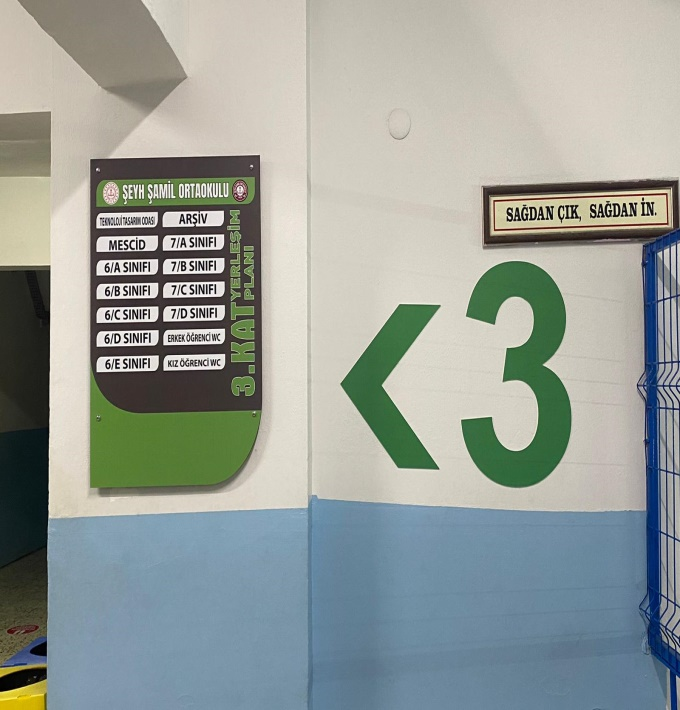 ŞEYH ŞAMİL ORTAOKULU
TEKNOLOJİ TASARIM ODASI
ARŞİV
MESCİD
7/A SINIFI
6/A SINIFI
7/B SINIFI
6/B SINIFI
7/C SINIFI
6/C SINIFI
7/D SINIFI
6/D SINIFI
ERKEK ÖĞRENCİ WC
6/E SINIFI
KIZ ÖĞRENCİ WC
3.KAT YERLEŞİM
PLANI
SAĞDAN ÇIK, SAĞDAN İN.
3